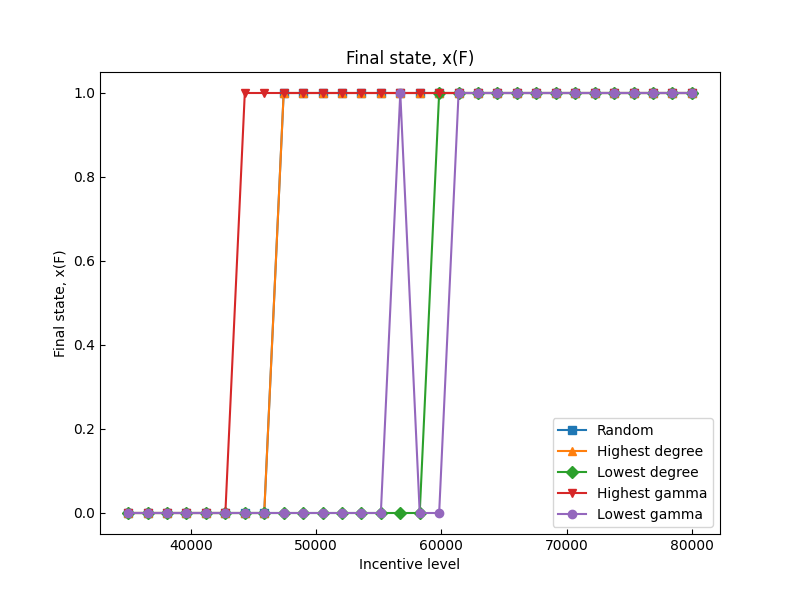 Final state, x(F)
1.0
0.8
0.6
0.4
0.2
0.0
Final state, x(F)
40000
50000
60000
70000
80000
Incentive level
Random
Highest degree
Lowest degree
Highest gamma
Lowest gamma